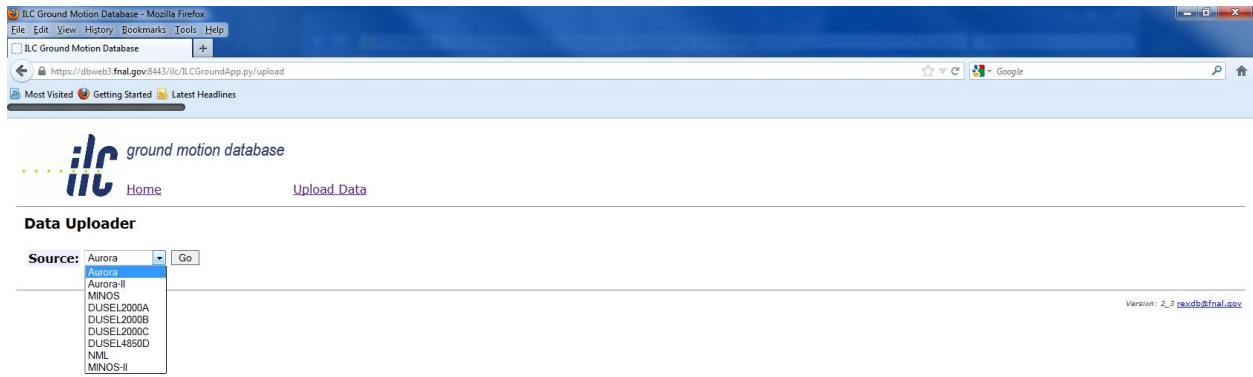 ILC Ground Motion Database - Mozilla Firefox
File Edit View History Bookmarks Tools Help
ILC Ground Motion Database +
https://dbweb3.fnal.gov:8443/ilc/ILCGroundApp.py/upload
Google
Most Visited Getting Started Latest Headlines
ilc ground motion database
Home Upload Data
Data Uploader
Source: Aurora Go
Aurora
Aurora-II
MINOS
DUSEL2000A
DUSEL2000B
DUSEL2000C
DUSEL4850D
NML
MINOS-II
Version: 2_3 rexdb@fnal.gov